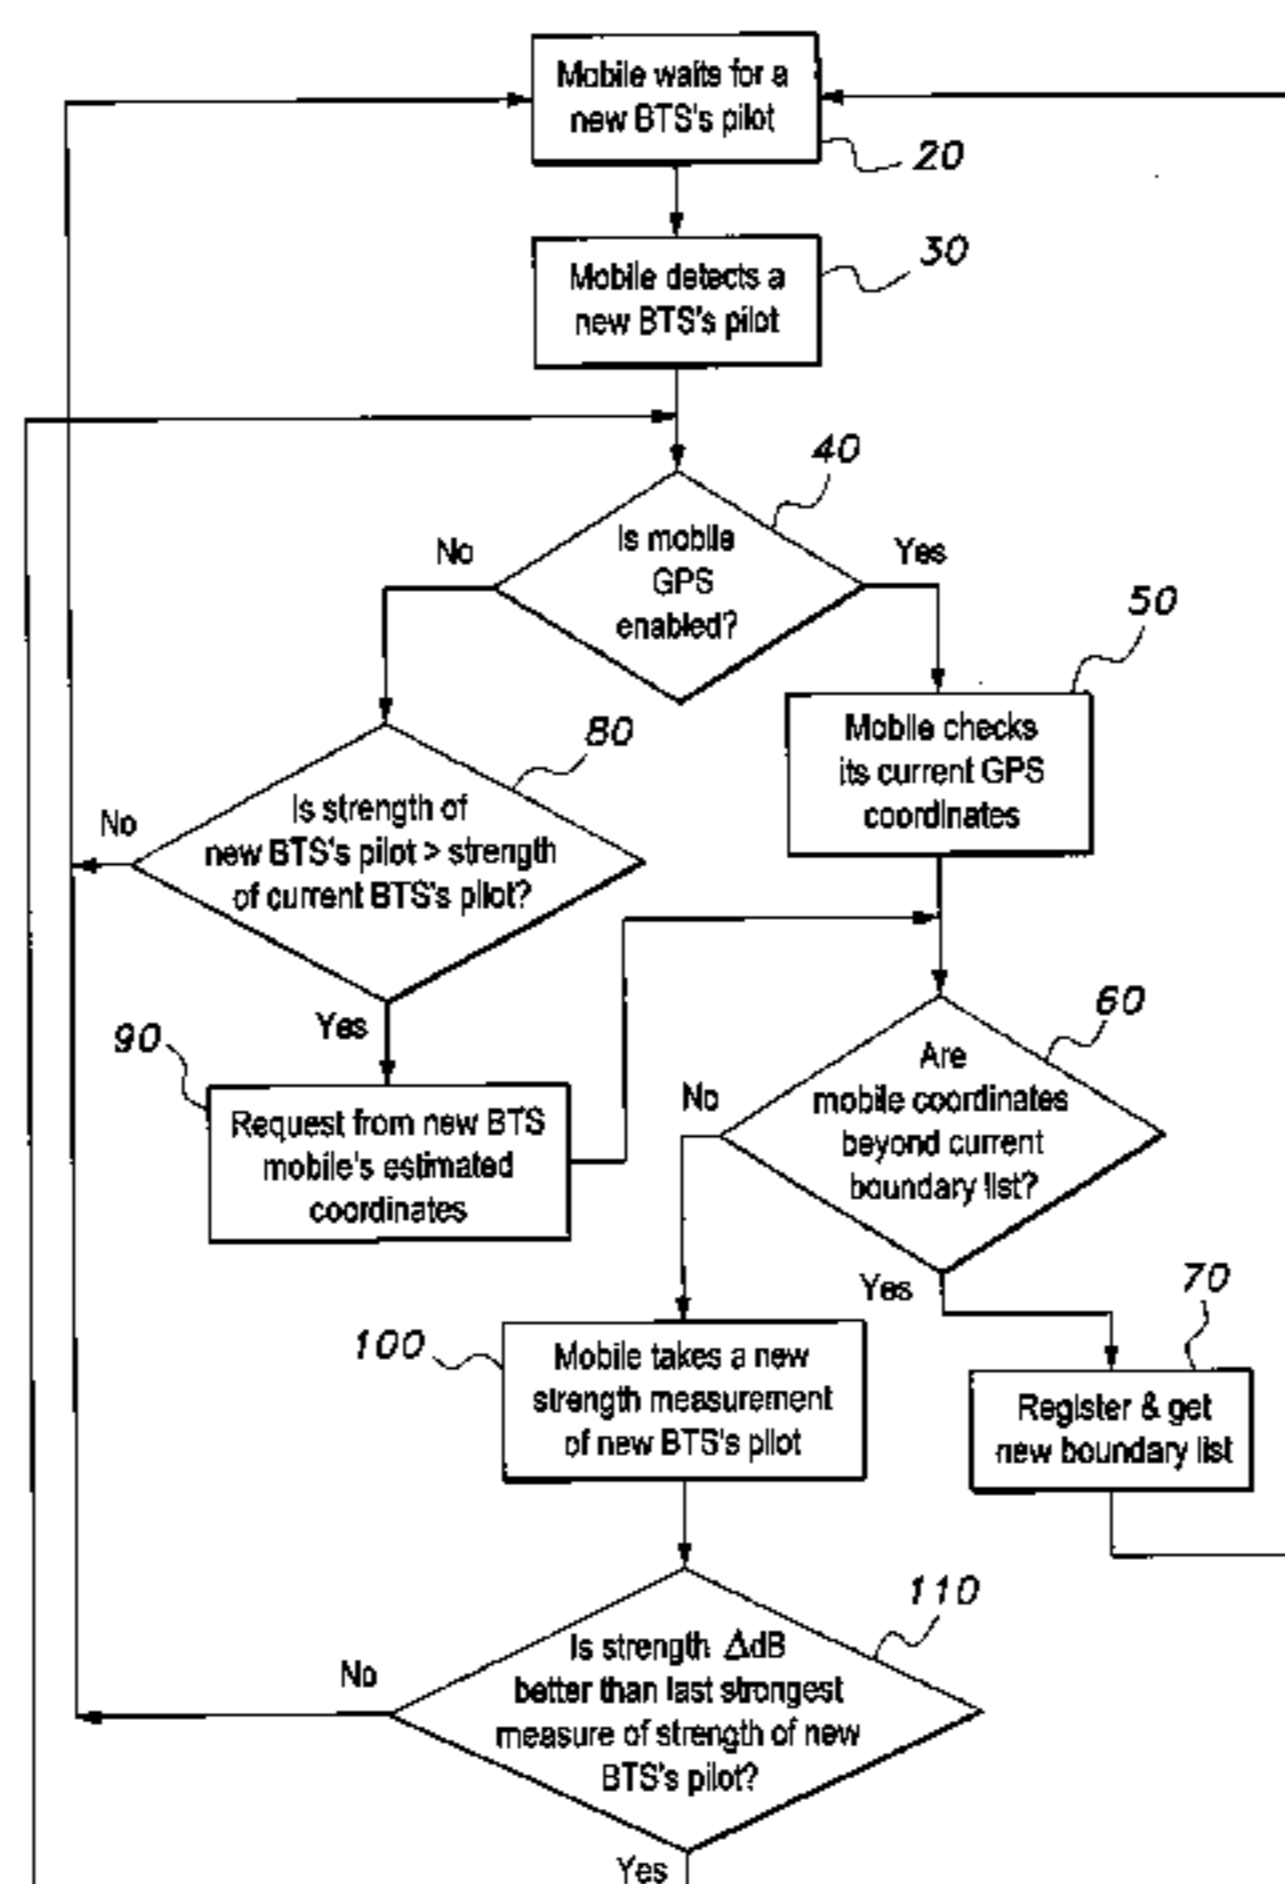 Mobile waits for a
new BTS's pilot
20
Mobile detects a
new BTS's pilot
30
40
Is mobile
GPS
enabled?
No
Yes
50
Mobile checks
its current GPS
coordinates
80
Is strength of
new BTS's pilot > strength
of current BTS's pilot?
No
Yes
90
Request from new BTS
mobile's estimated
coordinates
60
Are
mobile coordinates
beyond current
boundary list?
No
Yes
70
Register & get
new boundary list
100
Mobile takes a new
strength measurement
of new BTS's pilot
110
Is strength ΔdB
better than last strongest
measure of strength of new
BTS's pilot?
No
Yes